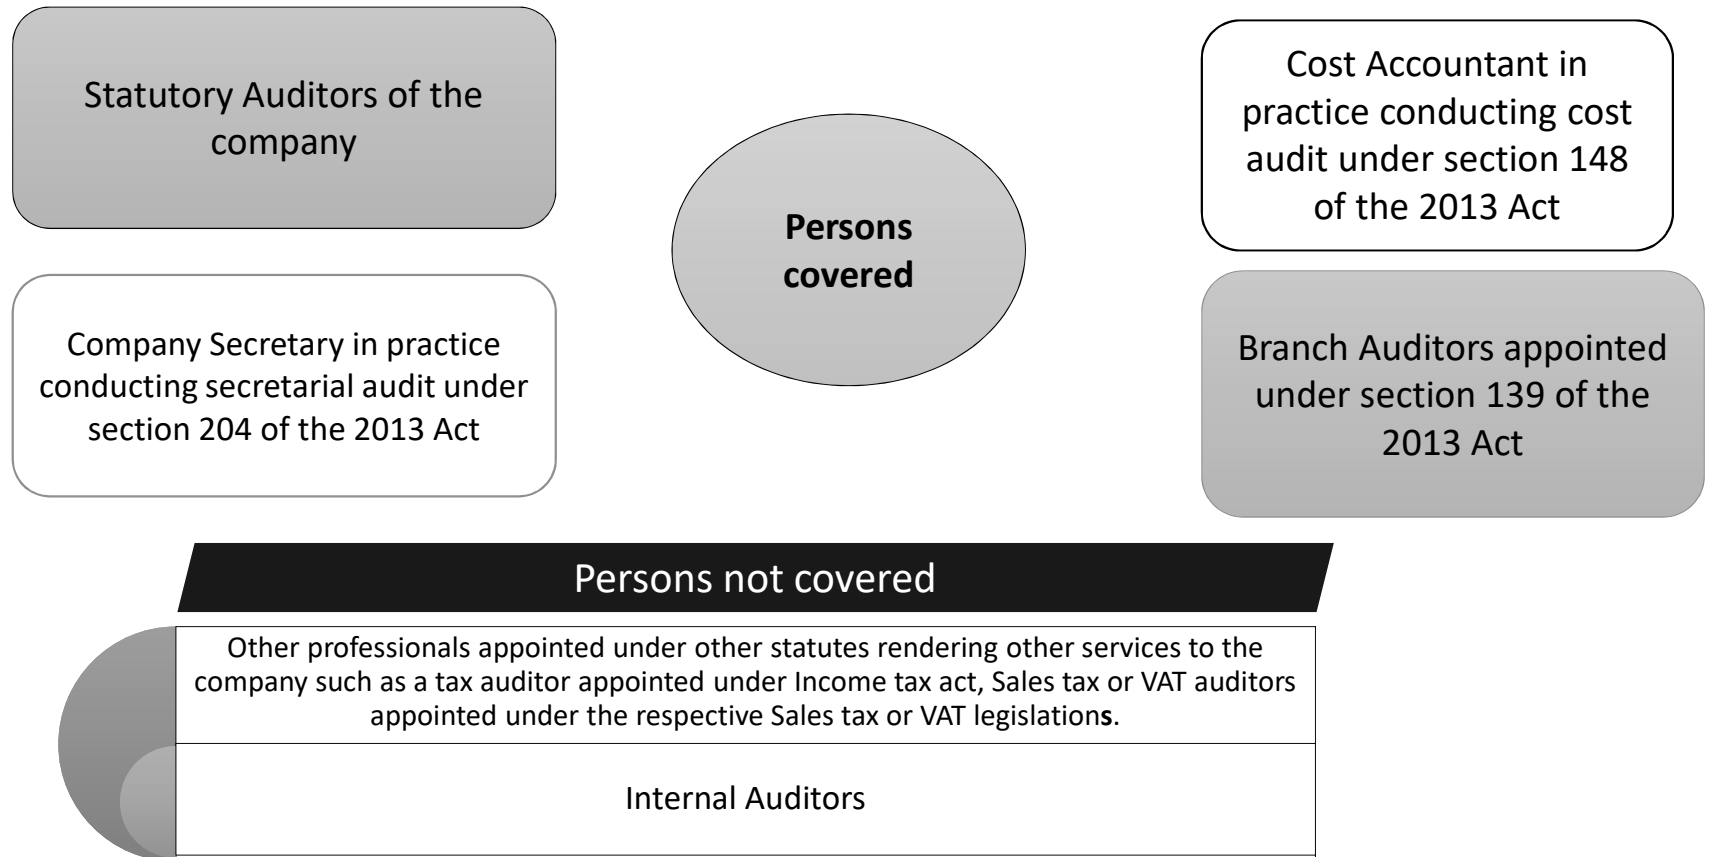 Statutory Auditors of the
company
Cost Accountant in
practice conducting cost
audit under section 148
of the 2013 Act
Persons
covered
Company Secretary in practice
conducting secretarial audit under
section 204 of the 2013 Act
Branch Auditors appointed
under section 139 of the
2013 Act
Persons not covered
Other professionals appointed under other statutes rendering other services to the
company such as a tax auditor appointed under Income tax act, Sales tax or VAT auditors
appointed under the respective Sales tax or VAT legislations.
Internal Auditors